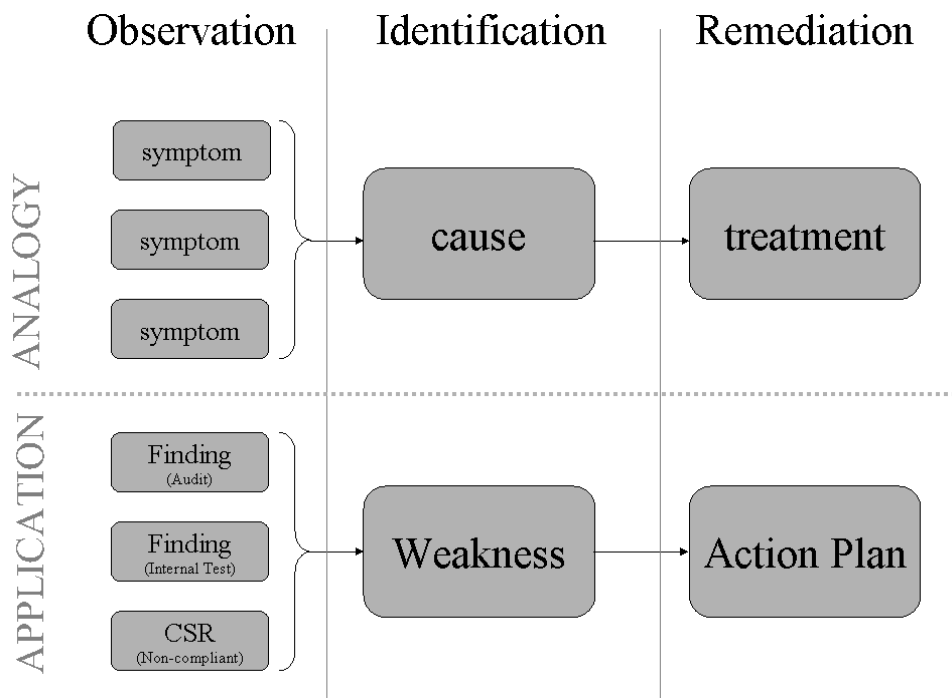 Observation Identification Remediation
ANALOGY
symptom
symptom
symptom
cause
treatment
APPLICATION
Finding
(Audit)
Finding
(Internal Test)
CSR
(Non-compliant)
Weakness
Action Plan